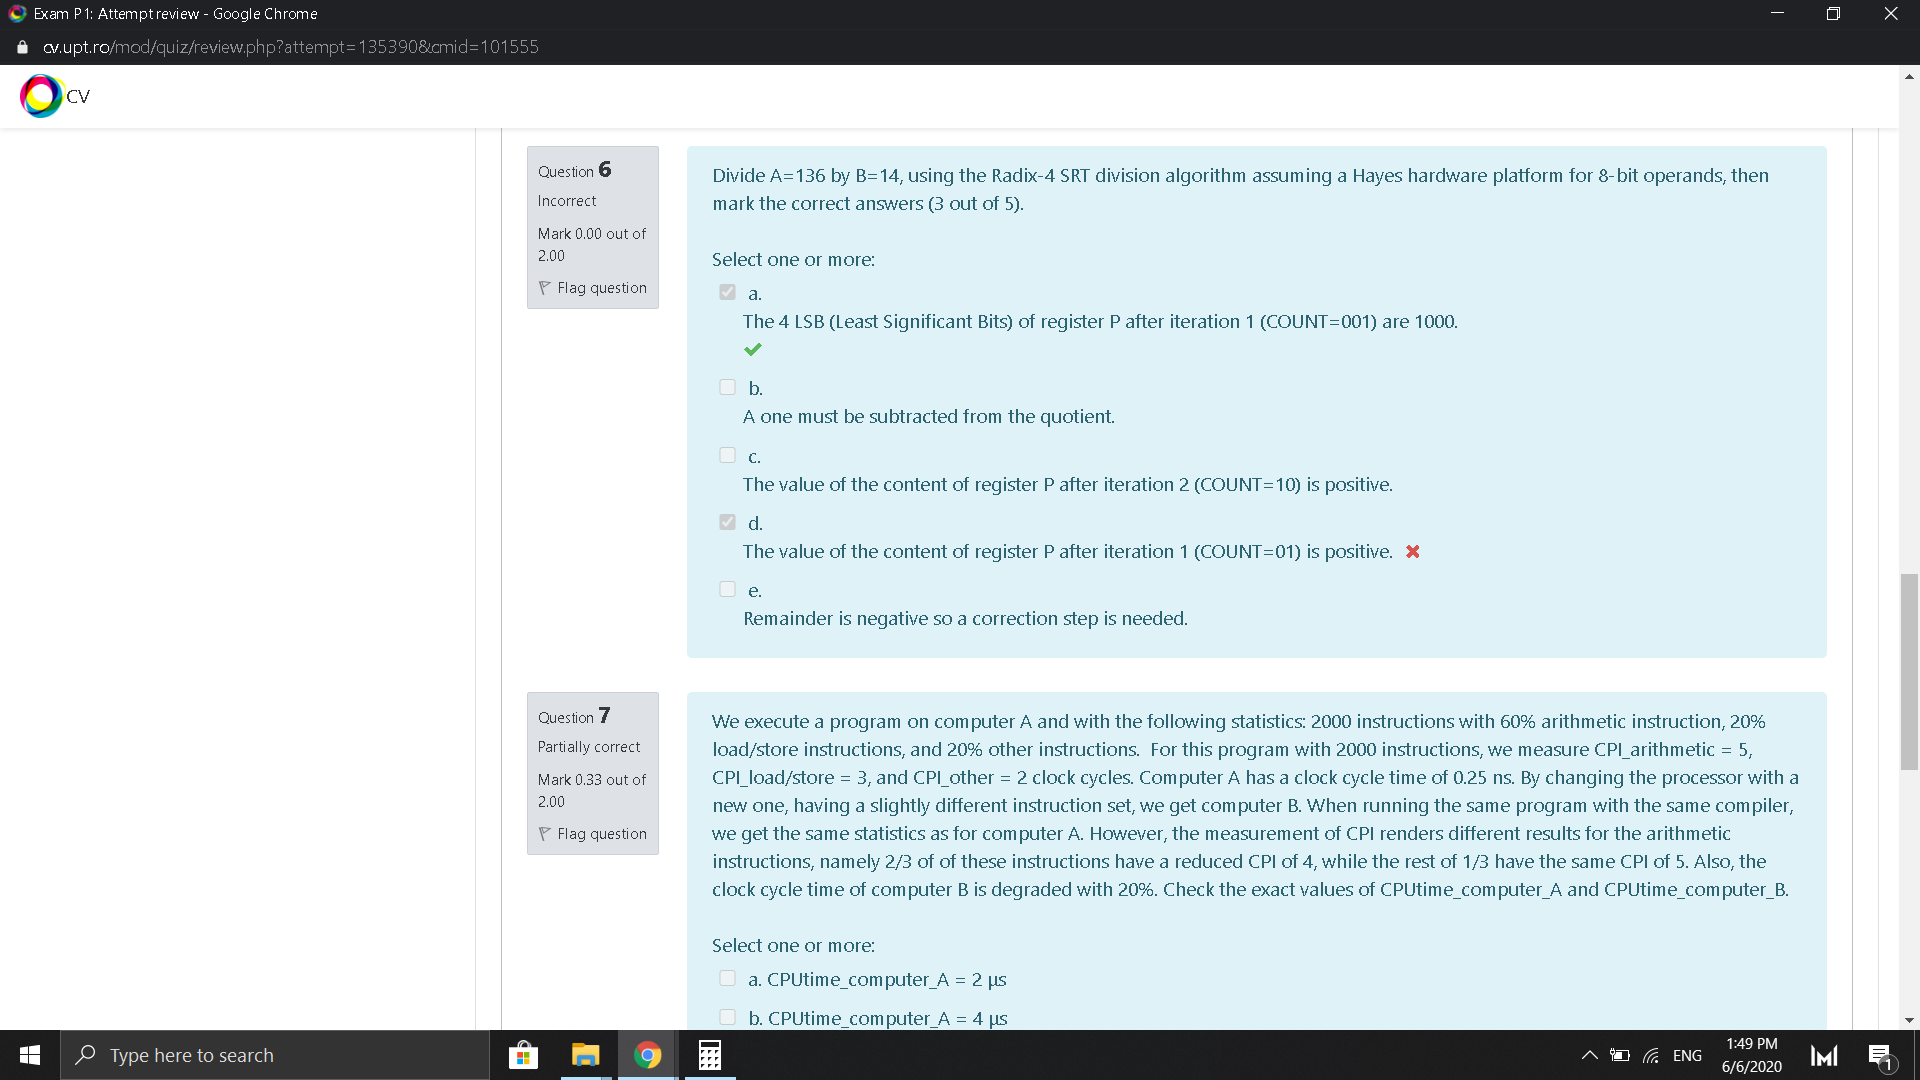 Exam P1: Attempt review - Google Chrome
cv.upt.ro/mod/quiz/review.php?attempt=135390&cmid=101555
CV
Question 6
Incorrect
Mark 0.00 out of
2.00
Flag question
Divide A=136 by B=14, using the Radix-4 SRT division algorithm assuming a Hayes hardware platform for 8-bit operands, then
mark the correct answers (3 out of 5).
Select one or more:
a.
The 4 LSB (Least Significant Bits) of register P after iteration 1 (COUNT=001) are 1000.
b.
A one must be subtracted from the quotient.
c.
The value of the content of register P after iteration 2 (COUNT=10) is positive.
d.
The value of the content of register P after iteration 1 (COUNT=01) is positive.
e.
Remainder is negative so a correction step is needed.
Question 7
Partially correct
Mark 0.33 out of
2.00
Flag question
We execute a program on computer A and with the following statistics: 2000 instructions with 60% arithmetic instruction, 20%
load/store instructions, and 20% other instructions.  For this program with 2000 instructions, we measure CPI_arithmetic = 5,
CPI_load/store = 3, and CPI_other = 2 clock cycles. Computer A has a clock cycle time of 0.25 ns. By changing the processor with a
new one, having a slightly different instruction set, we get computer B. When running the same program with the same compiler,
we get the same statistics as for computer A. However, the measurement of CPI renders different results for the arithmetic
instructions, namely 2/3 of of these instructions have a reduced CPI of 4, while the rest of 1/3 have the same CPI of 5. Also, the
clock cycle time of computer B is degraded with 20%. Check the exact values of CPUtime_computer_A and CPUtime_computer_B.
Select one or more:
a. CPUtime_computer_A = 2 µs
b. CPUtime_computer_A = 4 µs
Type here to search
ENG
1:49 PM
6/6/2020
1